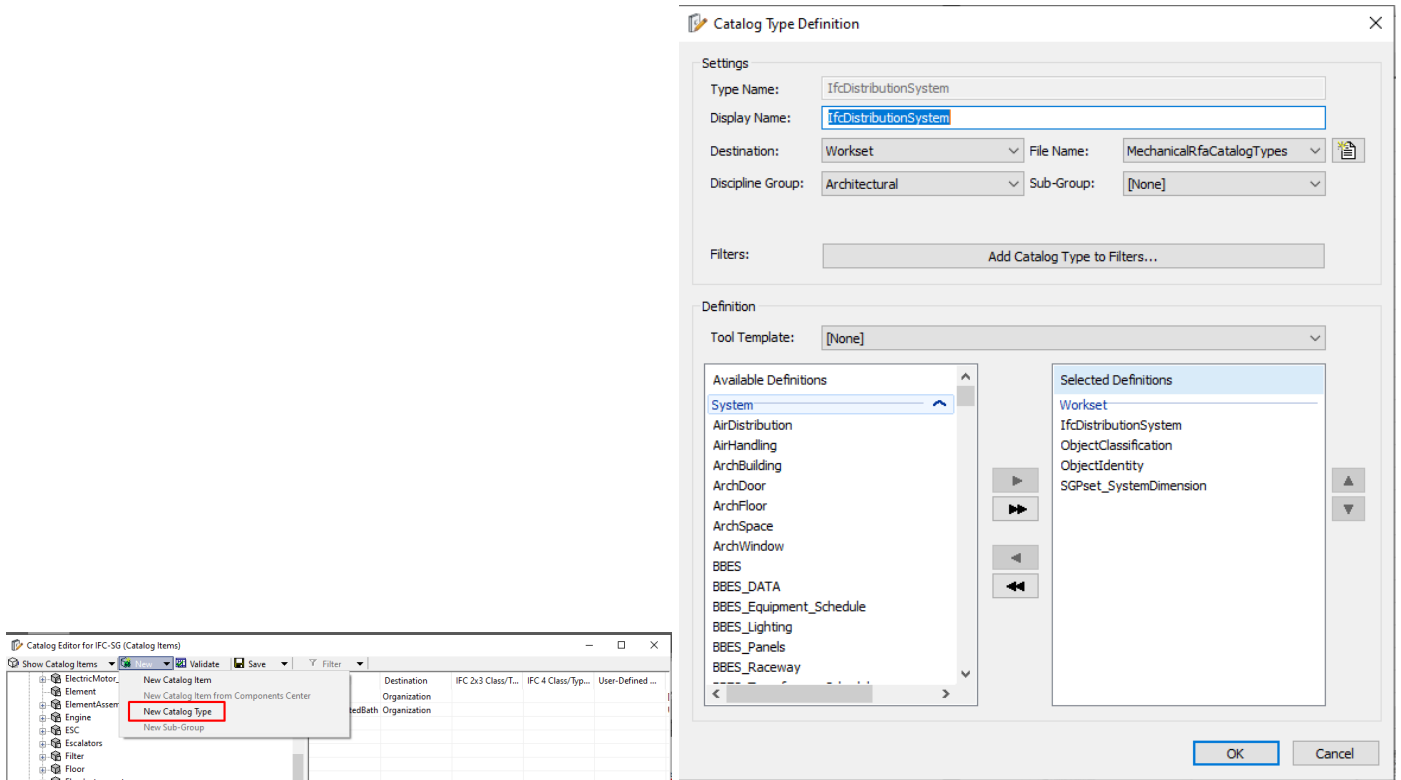 Catalog Editor for IFC-SG (Catalog Items)
Show Catalog Items New Validate Save Filter
New Catalog Item
New Catalog Item from Components Center
New Catalog Type
New Sub-Group
ElectricMotor_
Element
ElementAssem
Engine
ESC
Escalators
Filter
Floor
Destination IFC 2x3 Class/T... IFC 4 Class/Typ... User-Defined ...
Organization
tedBath Organization
Catalog Type Definition
Settings
Type Name: IfcDistributionSystem
Display Name: IfcDistributionSystem
Destination: Workset File Name: MechanicalRfaCatalogTypes
Discipline Group: Architectural Sub-Group: [None]
Filters: Add Catalog Type to Filters...
Definition
Tool Template: [None]
Available Definitions
System
AirDistribution
AirHandling
ArchBuilding
ArchDoor
ArchFloor
ArchSpace
ArchWindow
BBES
BBES_DATA
BBES_Equipment_Schedule
BBES_Lighting
BBES_Panels
BBES_Raceway
Selected Definitions
Workset
IfcDistributionSystem
ObjectClassification
ObjectIdentity
SGPset_SystemDimension
OK Cancel